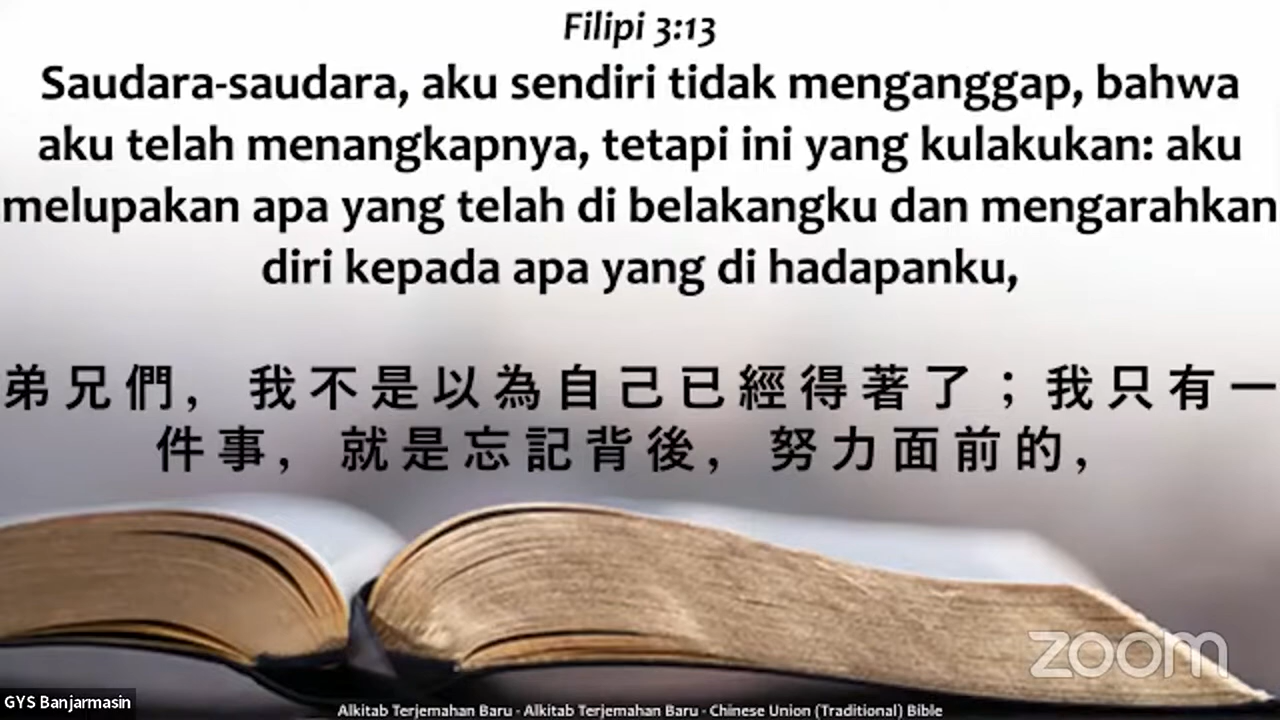 Filipi 3:13
Saudara-saudara, aku sendiri tidak menganggap, bahwa
aku telah menangkapnya, tetapi ini yang kulakukan: aku
melupakan apa yang telah di belakangku dan mengarahkan
diri kepada apa yang di hadapanku,
弟兄們，我不是以為自己已經得著了；我只有一
件事，就是忘記背後，努力面前的，
zoom
GYS Banjarmasin
Alkitab Terjemahan Baru - Alkitab Terjemahan Baru - Chinese Union (Traditional) Bible